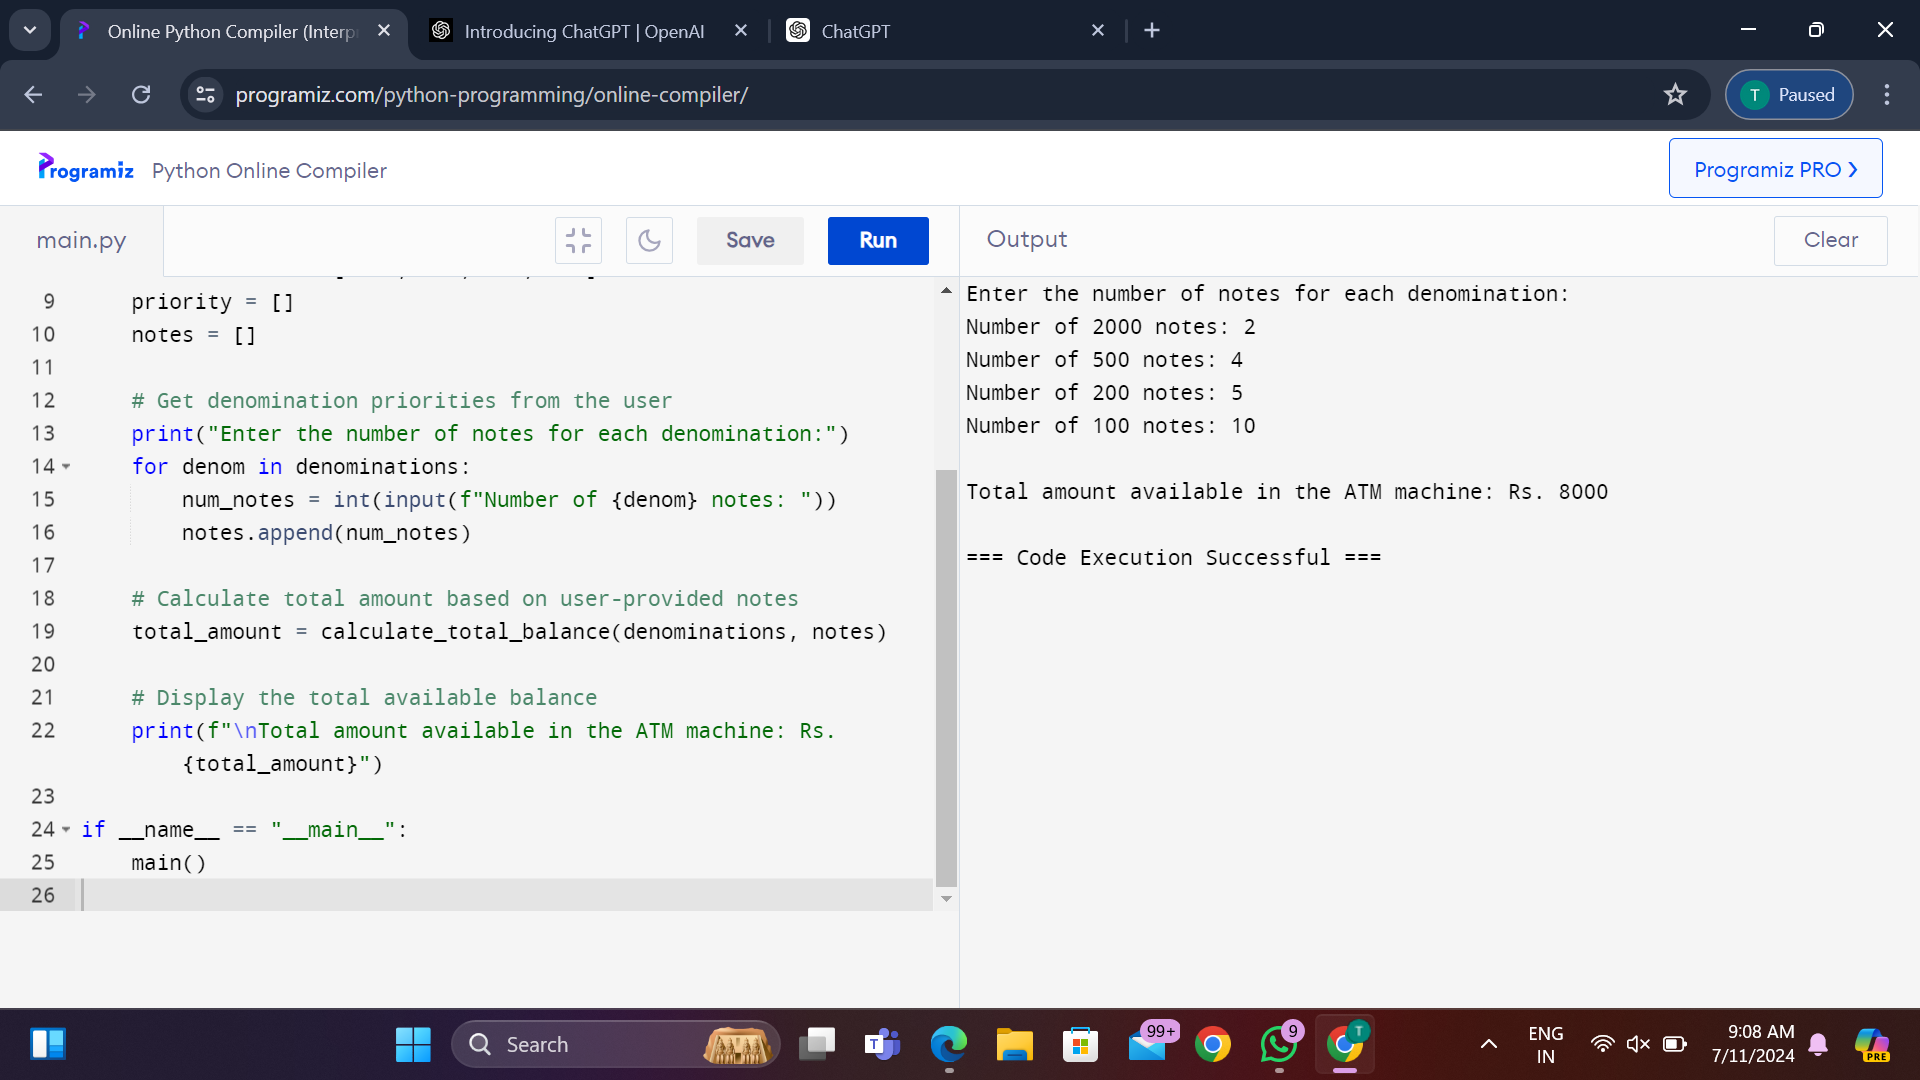 Online Python Compiler (Interp
Introducing ChatGPT | OpenAI
ChatGPT
programiz.com/python-programming/online-compiler/
T
Paused
Programiz
Python Online Compiler
Programiz PRO ❯
main.py
Save
Run
Output
Clear
9 priority = []
10 notes = []
11
12 # Get denomination priorities from the user
13 print("Enter the number of notes for each denomination:")
14 for denom in denominations:
15 num_notes = int(input(f"Number of {denom} notes: "))
16 notes.append(num_notes)
17
18 # Calculate total amount based on user-provided notes
19 total_amount = calculate_total_balance(denominations, notes)
20
21 # Display the total available balance
22 print(f"\nTotal amount available in the ATM machine: Rs.
{total_amount}")
23
24 if __name__ == "__main__":
25 main()
26
Enter the number of notes for each denomination:
Number of 2000 notes: 2
Number of 500 notes: 4
Number of 200 notes: 5
Number of 100 notes: 10
Total amount available in the ATM machine: Rs. 8000
=== Code Execution Successful ===
Search
T
99+
9
T
ENG
IN
9:08 AM
7/11/2024
PRE